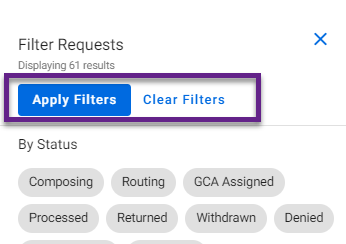 Filter Requests
Displaying 61 results
Apply Filters Clear Filters
By Status
Composing Routing GCA Assigned
Processed Returned Withdrawn Denied